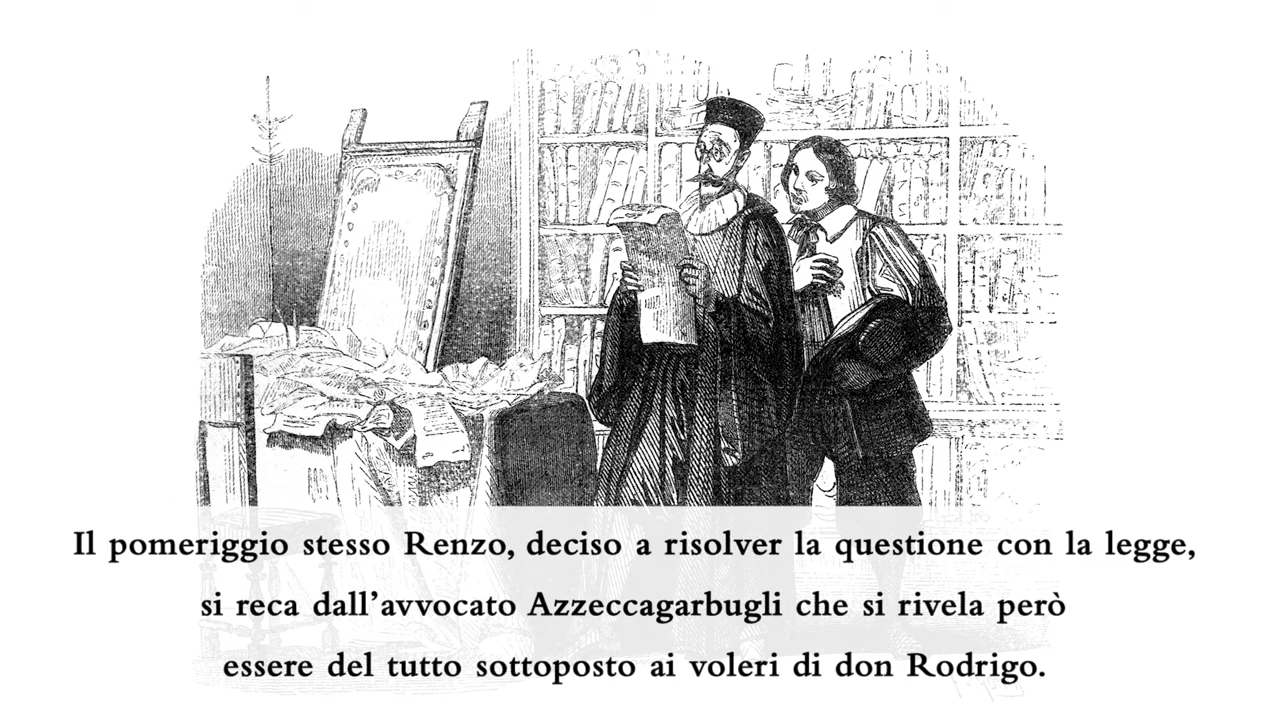 Il pomeriggio stesso Renzo, deciso a risolver la questione con la legge,
si reca dall’avvocato Azzeccagarbugli che si rivela però
essere del tutto sottoposto ai voleri di don Rodrigo.